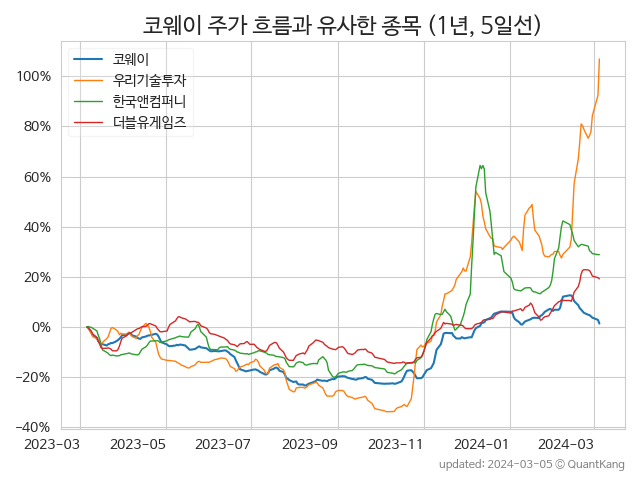 코웨이 주가 흐름과 유사한 종목 (1년, 5일선)
코웨이
우리기술투자
한국앤컴퍼니
더블유게임즈
100%
80%
60%
40%
20%
0%
−20%
−40%
2023-03 2023-05 2023-07 2023-09 2023-11 2024-01 2024-03
updated: 2024-03-05 © QuantKang